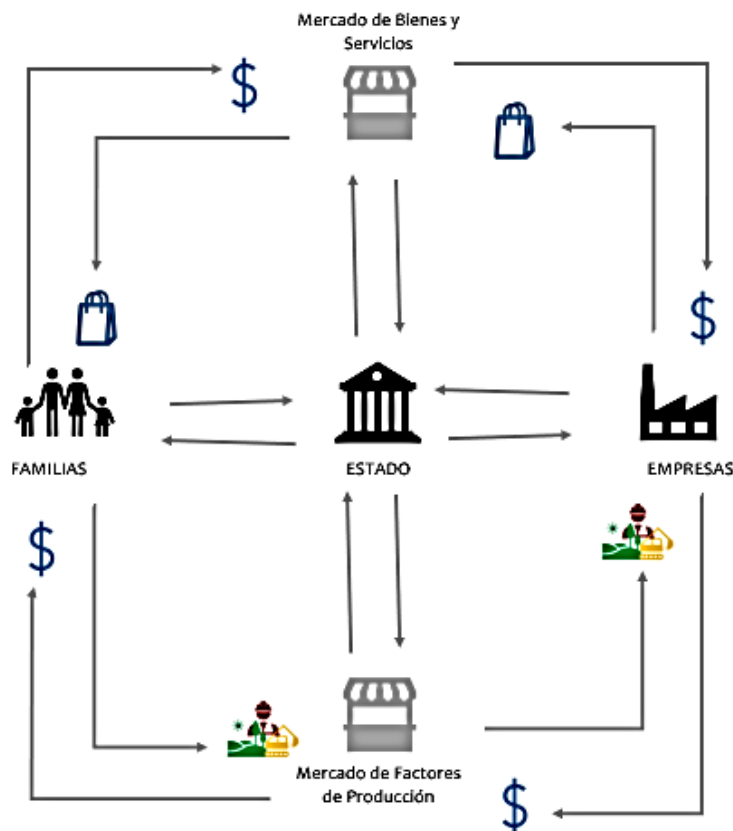 Mercado de Bienes y
Servicios
$
$
FAMILIAS
ESTADO
EMPRESAS
$
Mercado de Factores
de Producción
$